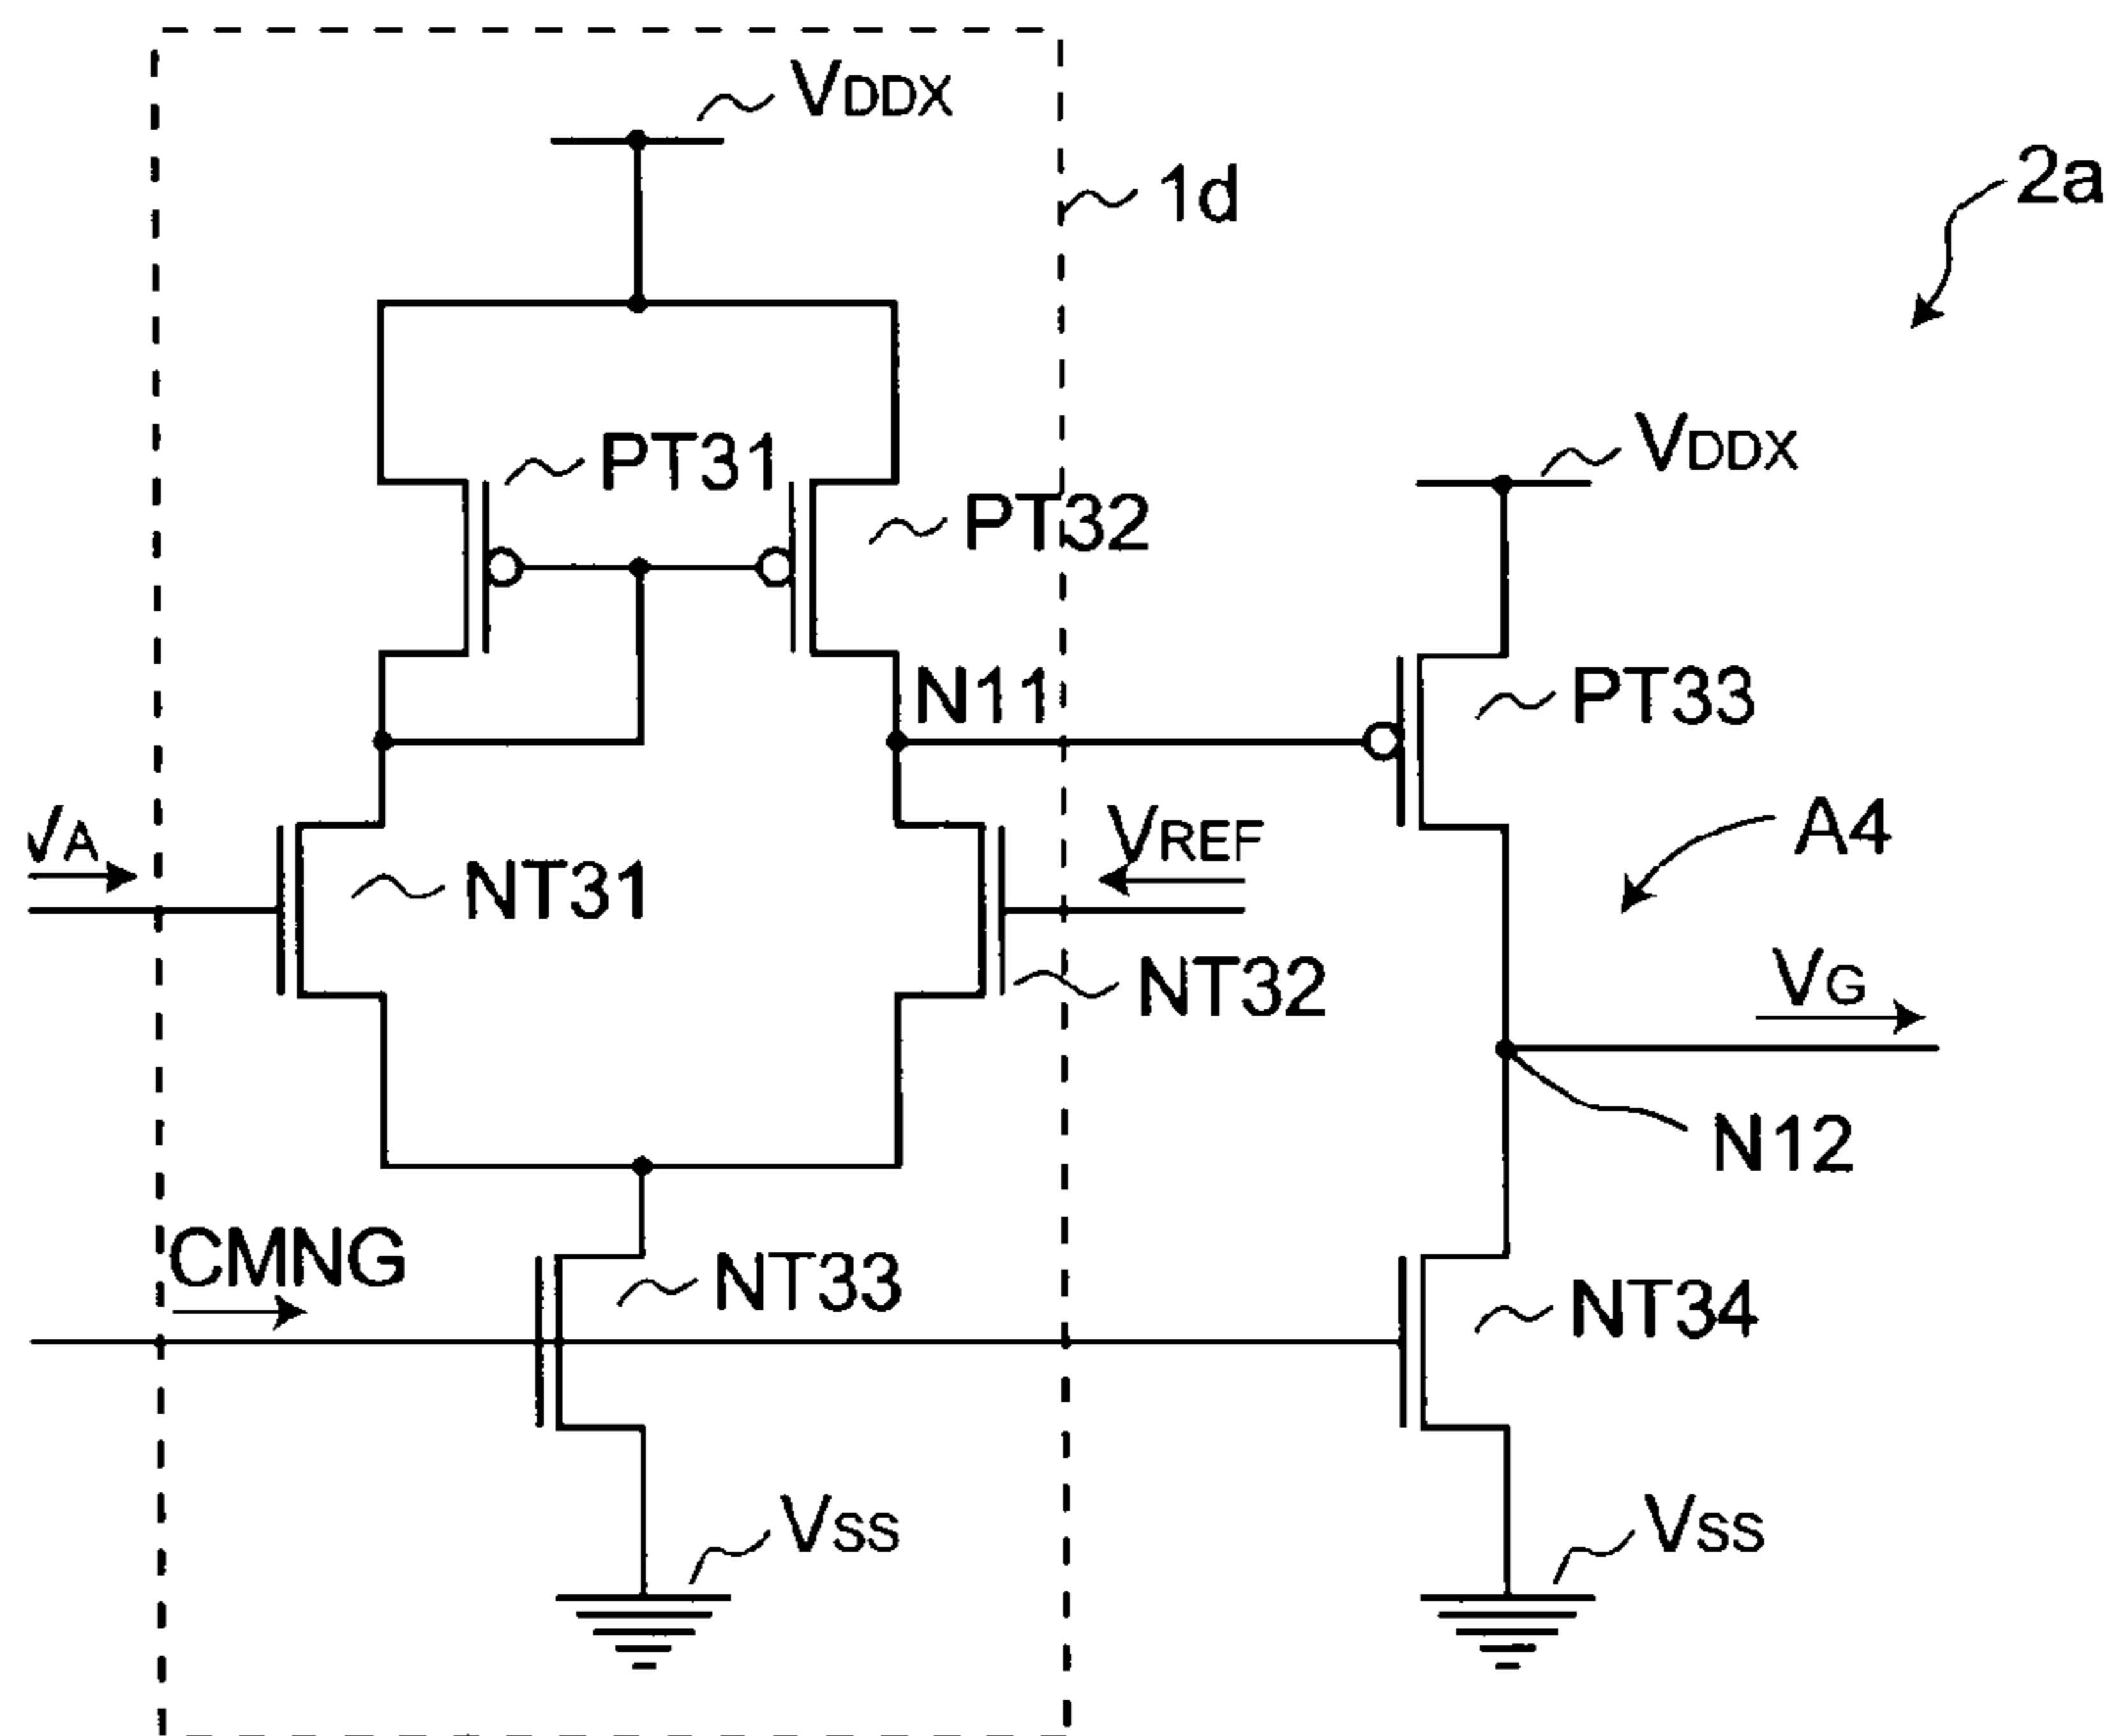 VDDX
1d
2a
PT31
PT32
VDDX
N11
PT33
VA
NT31
VREF
A4
NT32
VG
N12
CMNG
NT33
NT34
VSS
VSS